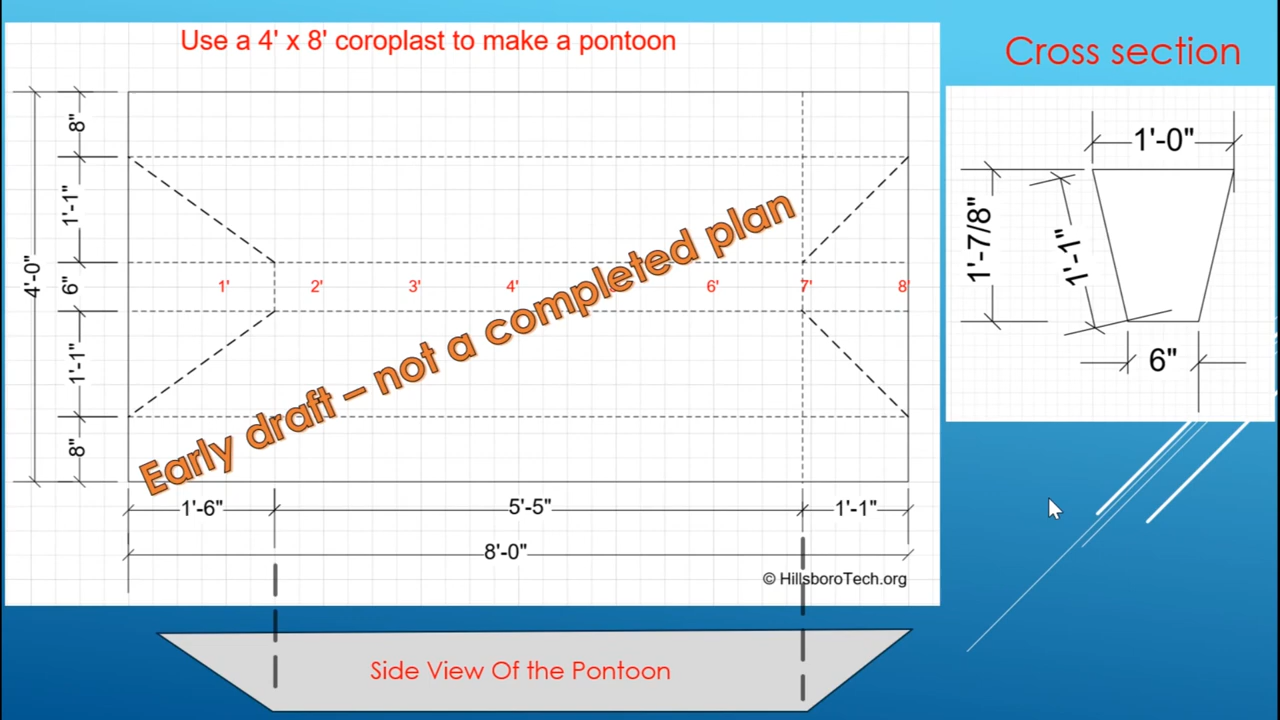 Use a 4' x 8' coroplast to make a pontoon
Cross section
8"
1'-1"
4'-0"
6"
1'-1"
8"
1' 2' 3' 4' 6' 7' 8'
Early draft – not a completed plan
1'-6" 5'-5" 1'-1"
8'-0"
© HillsboroTech.org
1'-0"
1'-7/8"
1'-1"
6"
Side View Of the Pontoon